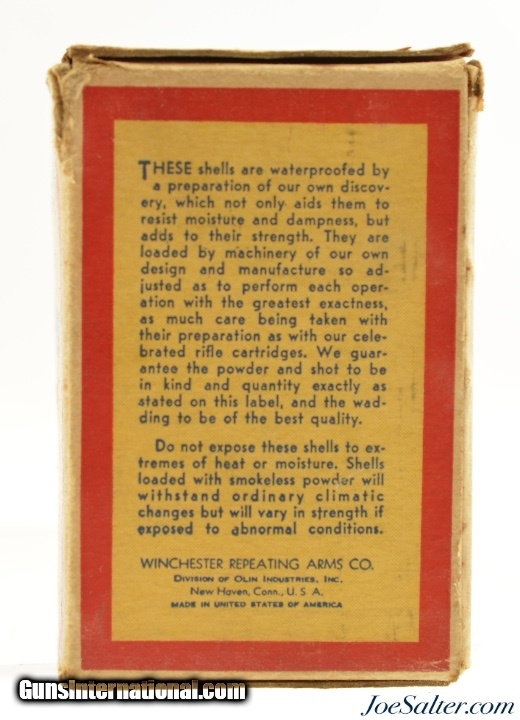 THESE shells are waterproofed by
a preparation of our own discov-
ery, which not only aids them to
resist moisture and dampness, but
adds to their strength. They are
loaded by machinery of our own
design and manufacture so ad-
justed as to perform each oper-
ation with the greatest exactness,
as much care being taken with
their preparation as with our cele-
brated rifle cartridges. We guar-
antee the powder and shot to be
in kind and quantity exactly as
stated on this label, and the wad-
ding to be of the best quality.
Do not expose these shells to ex-
tremes of heat or moisture. Shells
loaded with smokeless powder will
withstand ordinary climatic
changes but will vary in strength if
exposed to abnormal conditions.
WINCHESTER REPEATING ARMS CO.
DIVISION OF OLIN INDUSTRIES, INC.
New Haven, Conn., U. S. A.
MADE IN UNITED STATES OF AMERICA
GunsInternational.com
JoeSalter.com